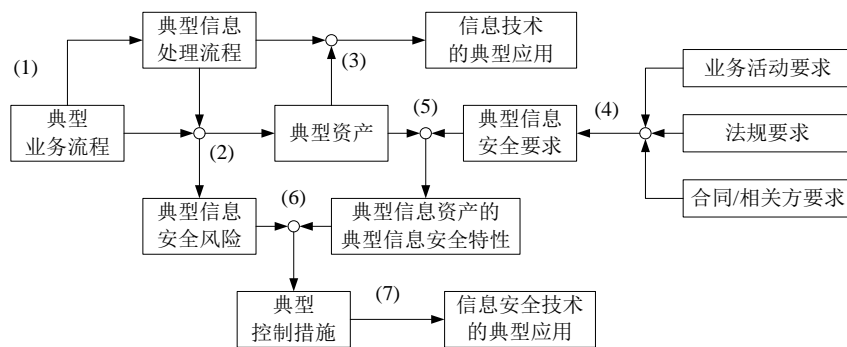 典型信息
处理流程
信息技术
的典型应用
(1)
(3)
业务活动要求
典型
业务流程
(2)
典型资产
(5)
典型信息
安全要求
(4)
法规要求
合同/相关方要求
典型信息
安全风险
(6)
典型信息资产的
典型信息安全特性
典型
控制措施
(7)
信息安全技术
的典型应用